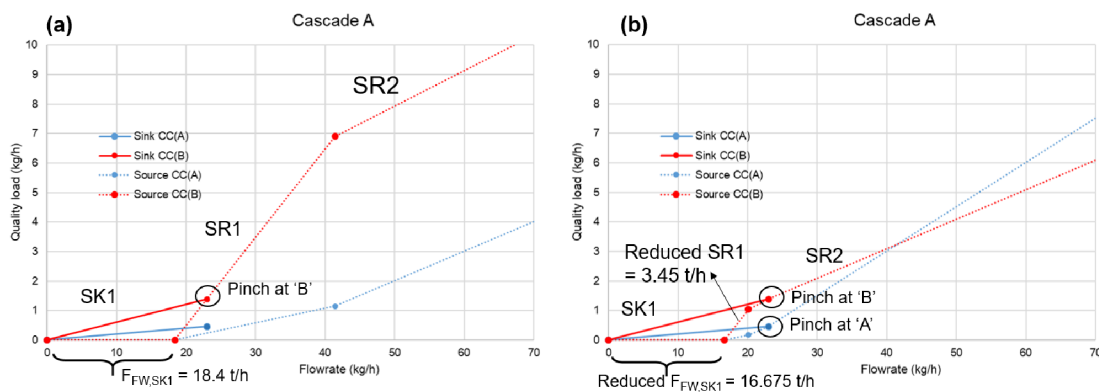 (a)
Cascade A
10
9
8
7
6
5
4
3
2
1
0
Quality load (kg/h)
SR2
Sink CC(A)
Sink CC(B)
Source CC(A)
Source CC(B)
SR1
SK1
Pinch at ‘B’
0 10 20 30 40 50 60 70
Flowrate (kg/h)
F_FW,SK1 = 18.4 t/h
(b)
Cascade A
10
9
8
7
6
5
4
3
2
1
0
Quality load (kg/h)
Sink CC(A)
Sink CC(B)
Source CC(A)
Source CC(B)
Reduced SR1
= 3.45 t/h
SR2
SK1
Pinch at ‘B’
Pinch at ‘A’
0 10 20 30 40 50 60 70
Flowrate (kg/h)
Reduced F_FW,SK1 = 16.675 t/h